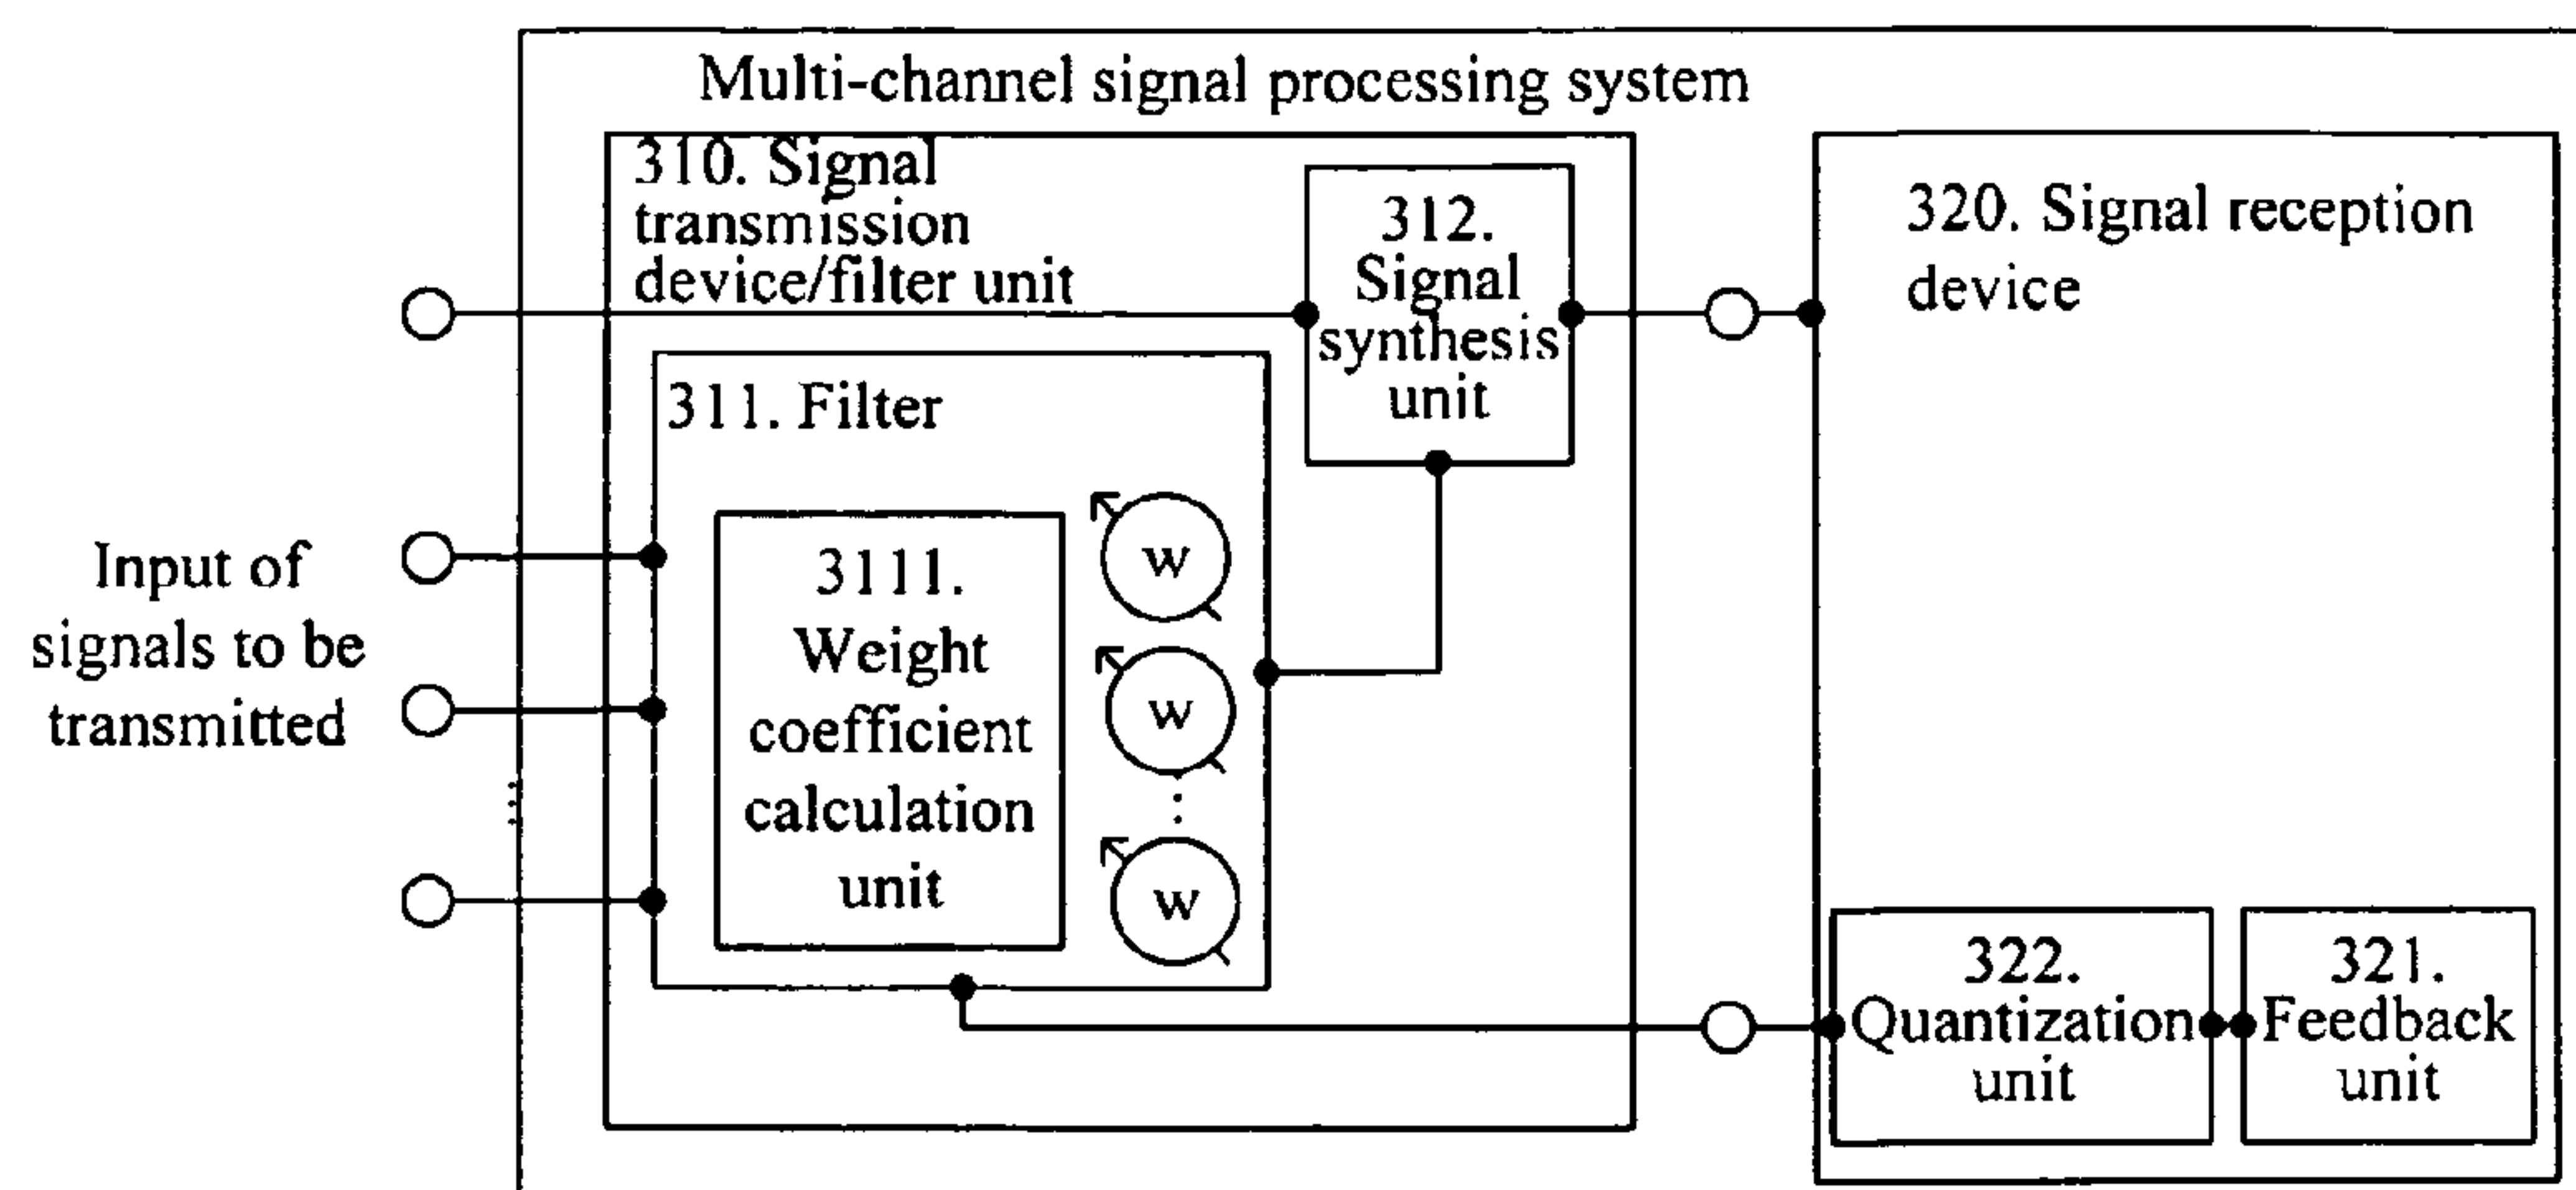 Multi-channel signal processing system
310. Signal
transmission
device/filter unit
312.
Signal
synthesis
unit
320. Signal reception
device
311. Filter
Input of
signals to be
transmitted
3111.
Weight
coefficient
calculation
unit
w
w
w
322.
Quantization
unit
321.
Feedback
unit